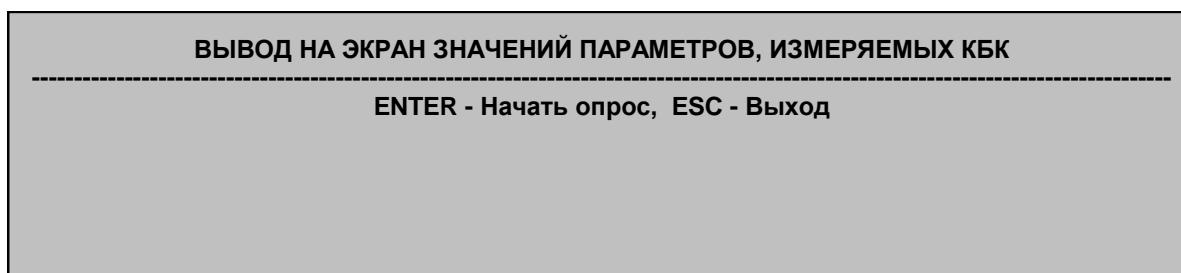 ВЫВОД НА ЭКРАН ЗНАЧЕНИЙ ПАРАМЕТРОВ, ИЗМЕРЯЕМЫХ КБК
ENTER - Начать опрос, ESC - Выход